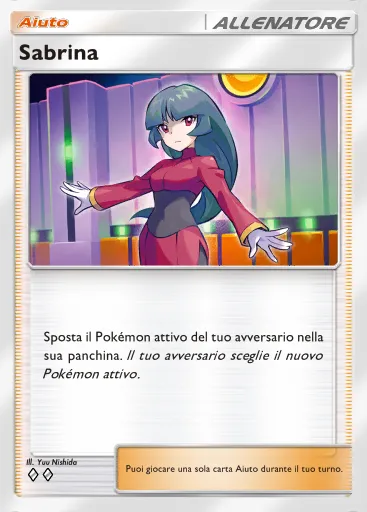 Aiuto
ALLENATORE
Sabrina
Sposta il Pokémon attivo del tuo avversario nella
sua panchina. Il tuo avversario sceglie il nuovo
Pokémon attivo.
Ill. Yuu Nishida
Puoi giocare una sola carta Aiuto durante il tuo turno.